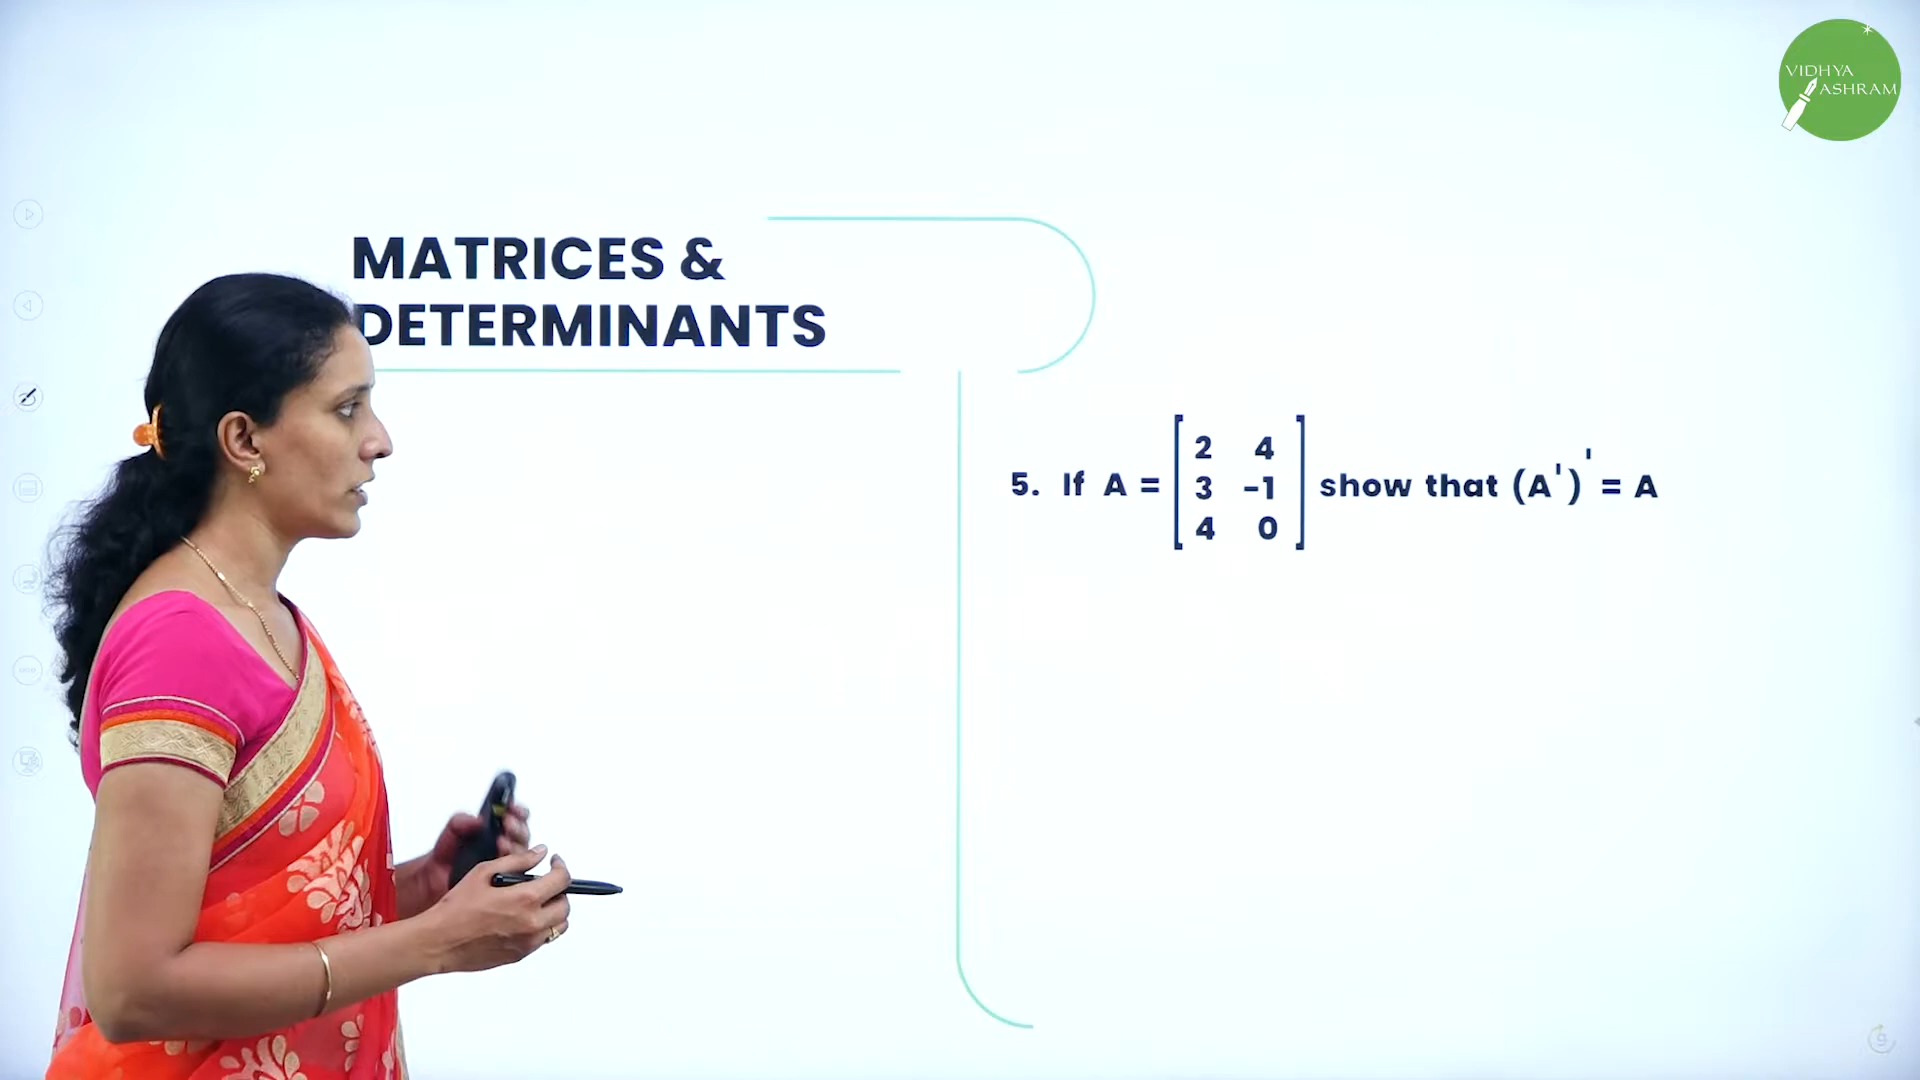 VIDHYA
ASHRAM
MATRICES &
DETERMINANTS
5. If A = [2 4
3 -1
4 0] show that (A')' = A